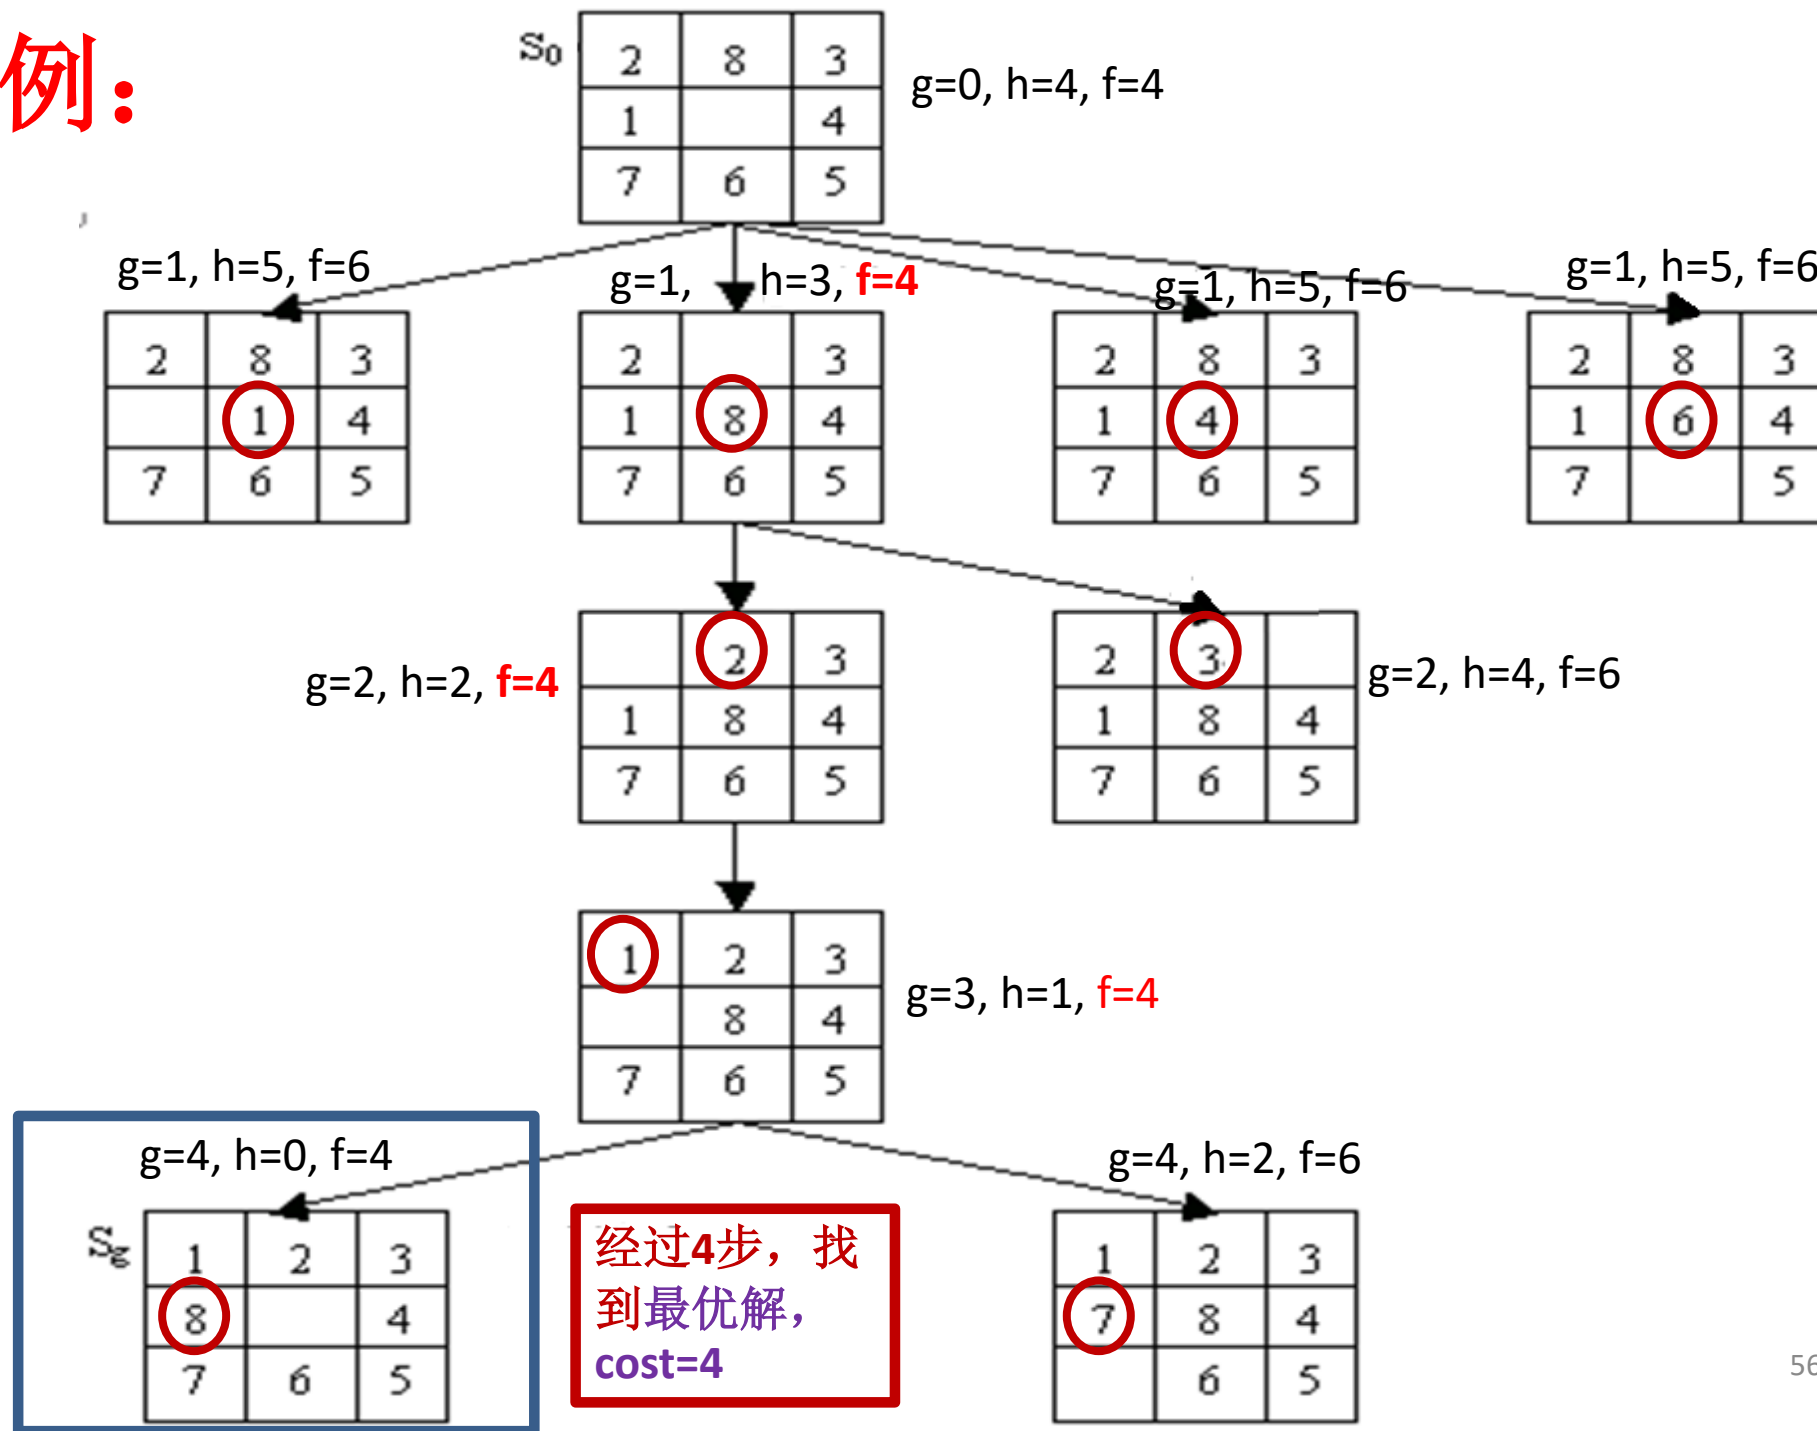 例：
S0
2 8 3
1 4
7 6 5
g=0, h=4, f=4
g=1, h=5, f=6
g=1, h=3, f=4
g=1, h=5, f=6
g=1, h=5, f=6
2 8 3
1 4
7 6 5
2 3
1 8 4
7 6 5
2 8 3
1 4
7 6 5
2 8 3
1 6 4
7 5
g=2, h=2, f=4
2 3
1 8 4
7 6 5
2 3
1 8 4
7 6 5
g=2, h=4, f=6
1 2 3
8 4
7 6 5
g=3, h=1, f=4
g=4, h=0, f=4
Sg
1 2 3
8 4
7 6 5
经过4步，找
到最优解，
cost=4
g=4, h=2, f=6
1 2 3
7 8 4
6 5
56